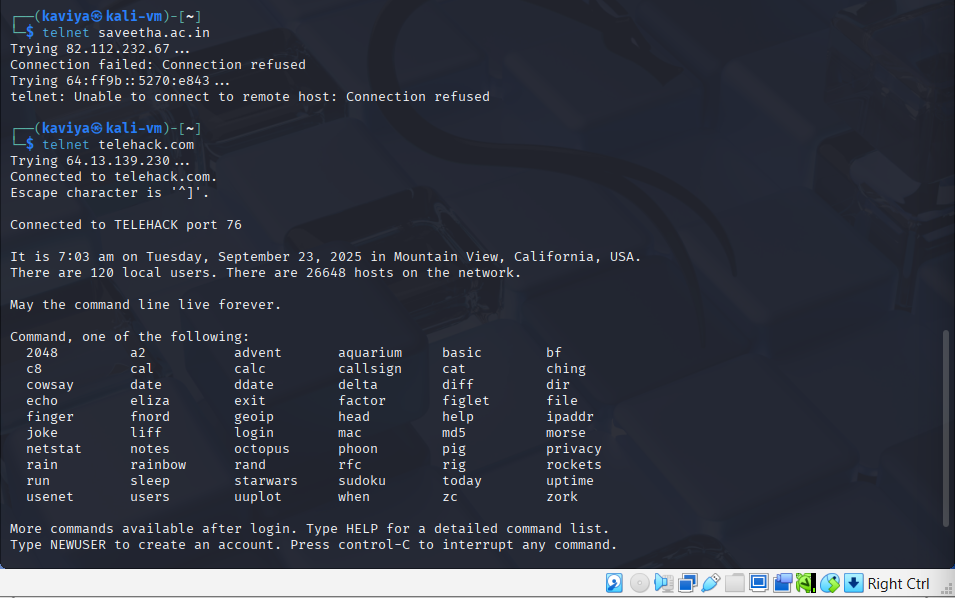 ┌──(kaviya㉿kali-vm)-[~]
└─$ telnet saveetha.ac.in
Trying 82.112.232.67...
Connection failed: Connection refused
Trying 64:ff9b::5270:e843...
telnet: Unable to connect to remote host: Connection refused
┌──(kaviya㉿kali-vm)-[~]
└─$ telnet telehack.com
Trying 64.13.139.230...
Connected to telehack.com.
Escape character is '^]'.
Connected to TELEHACK port 76
It is 7:03 am on Tuesday, September 23, 2025 in Mountain View, California, USA.
There are 120 local users. There are 26648 hosts on the network.
May the command line live forever.
Command, one of the following:
2048 a2 advent aquarium basic bf
c8 cal calc callsign cat ching
cowsay date ddate delta diff dir
echo eliza exit factor figlet file
finger fnord geoip head help ipaddr
joke liff login mac md5 morse
netstat notes octopus phoon pig privacy
rain rainbow rand rfc rig rockets
run sleep starwars sudoku today uptime
usenet users uuplot when zc zork
More commands available after login. Type HELP for a detailed command list.
Type NEWUSER to create an account. Press control-C to interrupt any command.
Right Ctrl